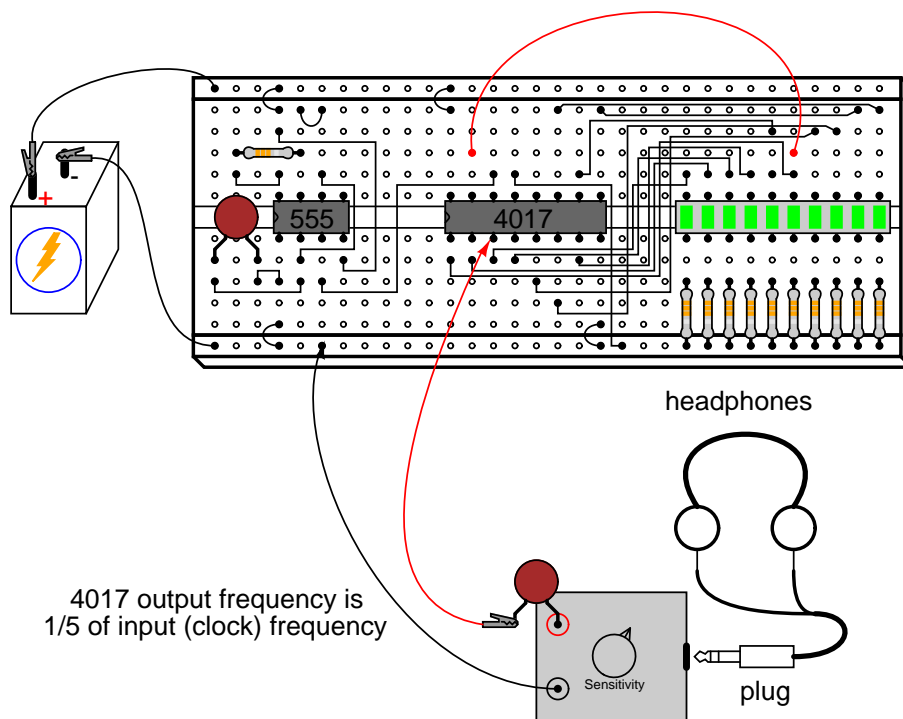 555
4017
-
+
headphones
4017 output frequency is
1/5 of input (clock) frequency
Sensitivity
plug